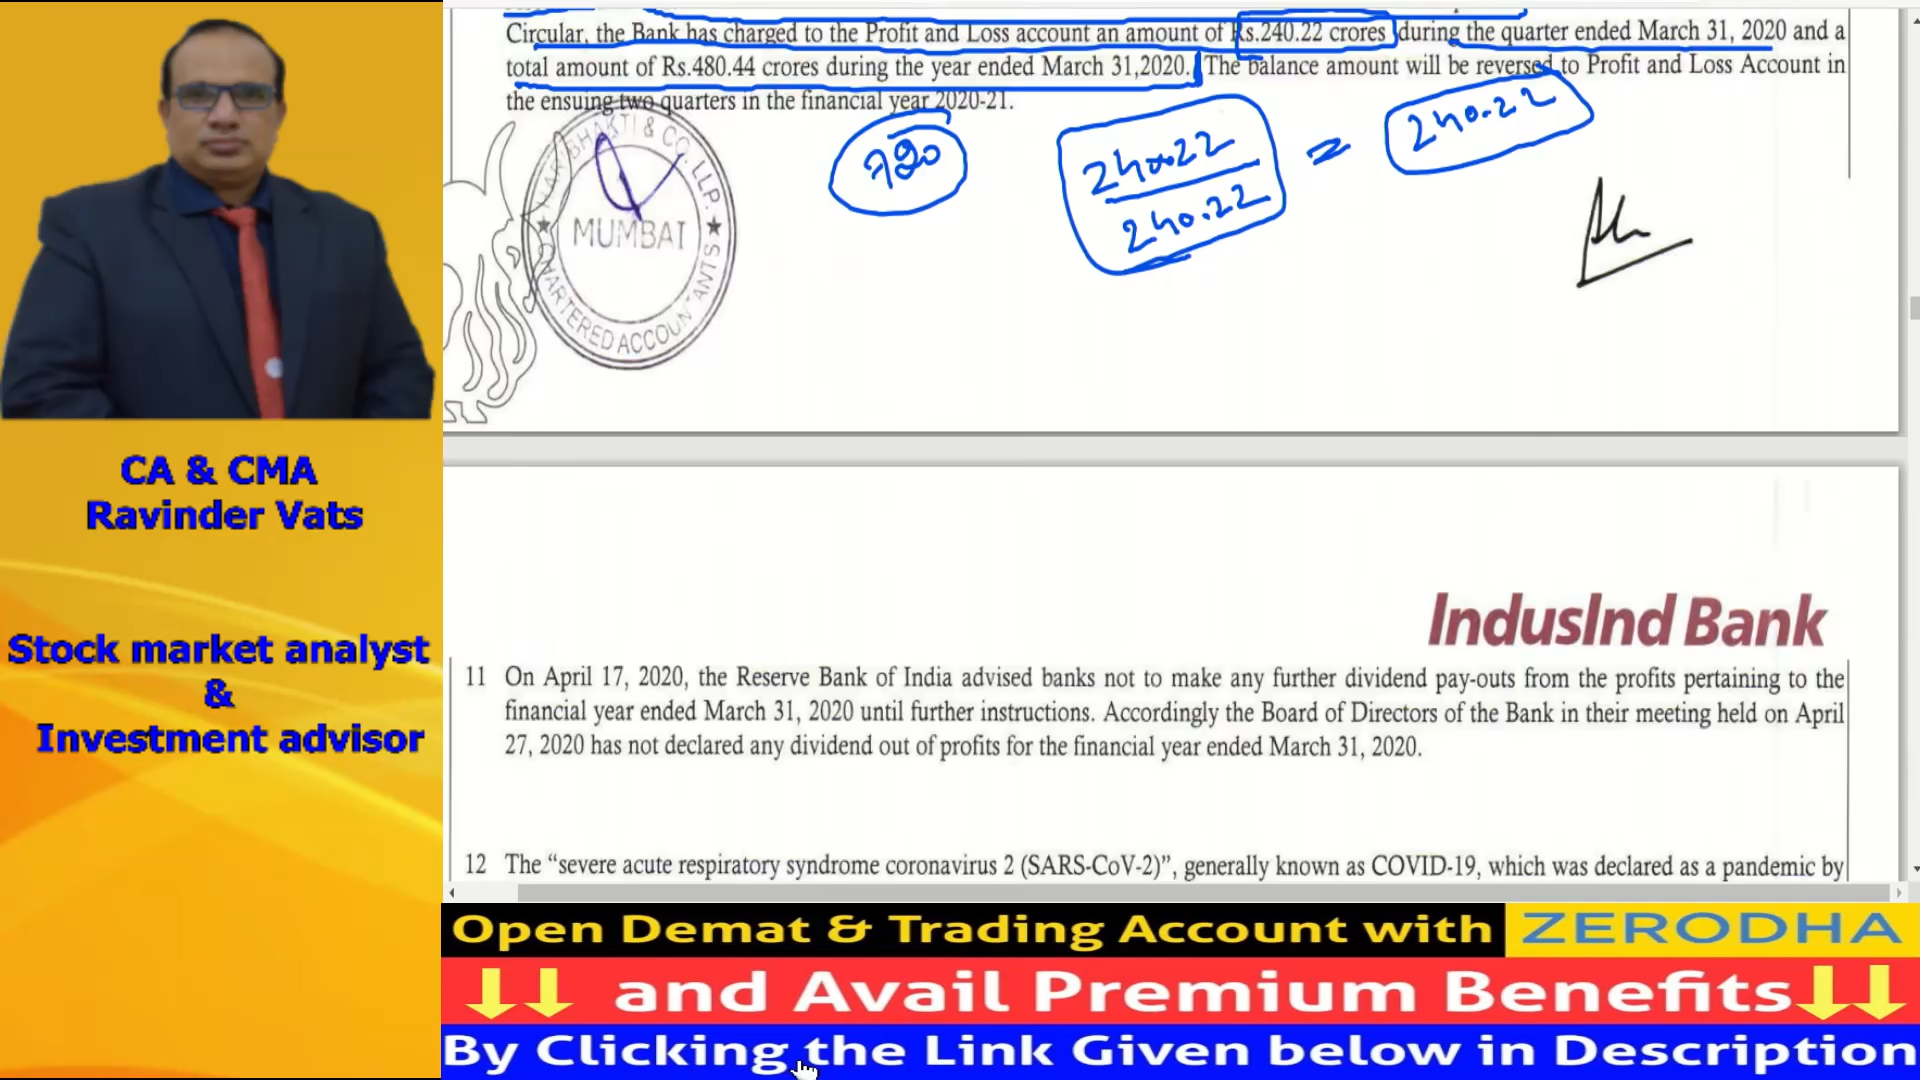 Circular, the Bank has charged to the Profit and Loss account an amount of Rs.240.22 crores during the quarter ended March 31, 2020 and a
total amount of Rs.480.44 crores during the year ended March 31,2020. The balance amount will be reversed to Profit and Loss Account in
the ensuing two quarters in the financial year 2020-21.
240.22
240.22
=
240.22
BHAKTI & CO. LLP.
★ MUMBAI ★
CHARTERED ACCOUNTANTS
CA & CMA
Ravinder Vats
Stock market analyst
&
Investment advisor
IndusInd Bank
11 On April 17, 2020, the Reserve Bank of India advised banks not to make any further dividend pay-outs from the profits pertaining to the
financial year ended March 31, 2020 until further instructions. Accordingly the Board of Directors of the Bank in their meeting held on April
27, 2020 has not declared any dividend out of profits for the financial year ended March 31, 2020.
12 The “severe acute respiratory syndrome coronavirus 2 (SARS-CoV-2)”, generally known as COVID-19, which was declared as a pandemic by
Open Demat & Trading Account with ZERODHA
and Avail Premium Benefits
By Clicking the Link Given below in Description